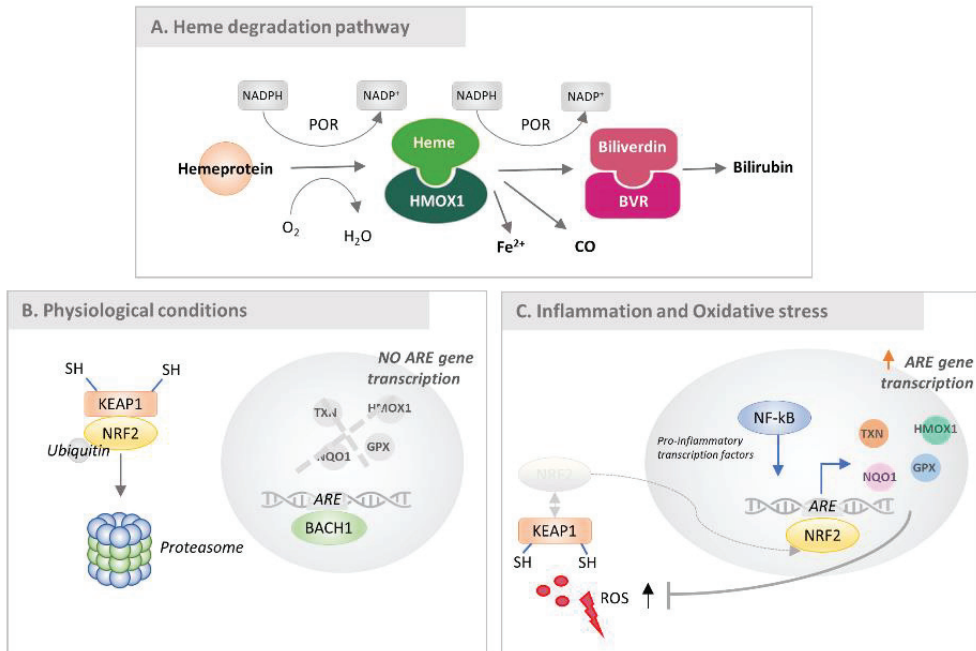 A. Heme degradation pathway
NADPH
NADP⁺
NADPH
NADP⁺
POR
POR
Heme
Biliverdin
Hemeprotein
Bilirubin
HMOX1
BVR
O₂
H₂O
Fe²⁺
CO
B. Physiological conditions
SH
SH
KEAP1
NRF2
Ubiquitin
Proteasome
NO ARE gene
transcription
TXN
HMOX1
NQO1
GPX
ARE
BACH1
C. Inflammation and Oxidative stress
ARE gene
transcription
NF-kB
Pro-inflammatory
transcription factors
TXN
HMOX1
NQO1
GPX
ARE
NRF2
NRF2
KEAP1
SH
SH
ROS